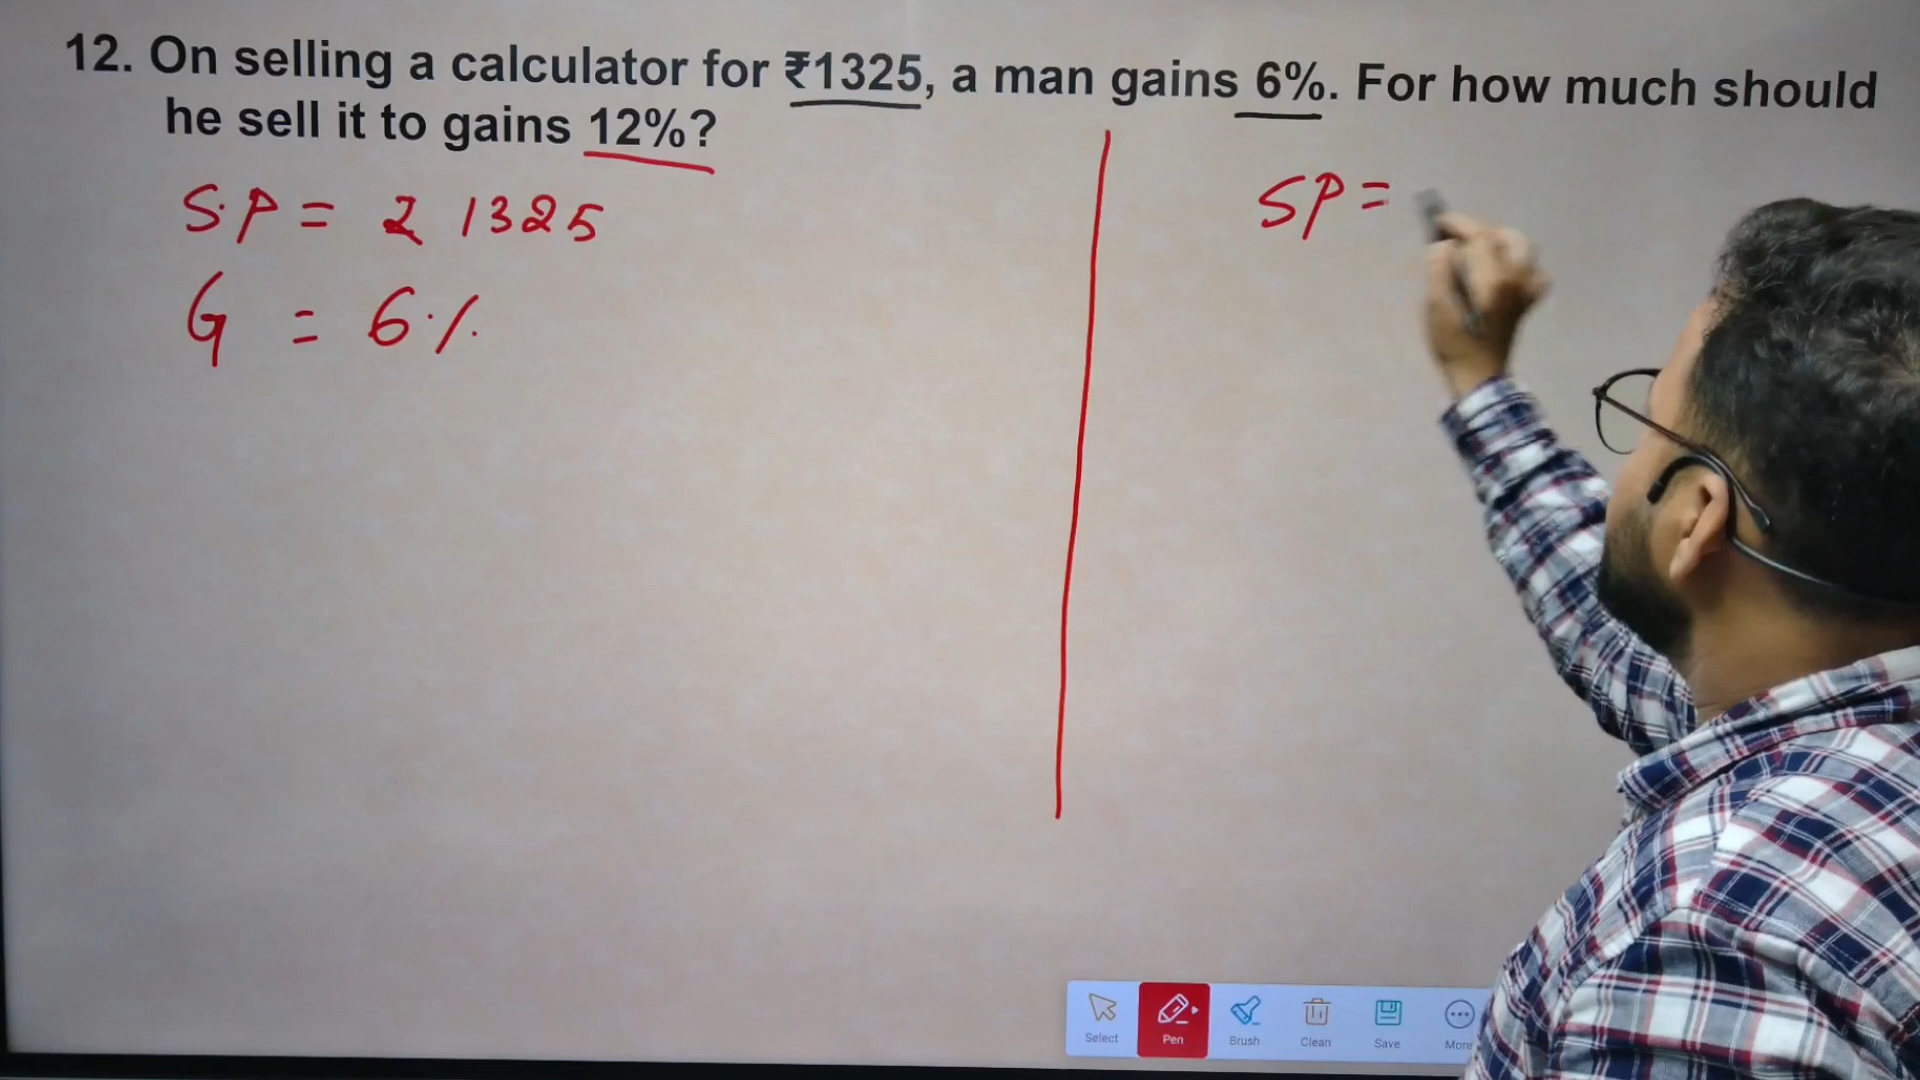 12. On selling a calculator for ₹1325, a man gains 6%. For how much should
he sell it to gains 12%?
S.P = ₹ 1325
G = 6%
SP =
Select
Pen
Brush
Clean
Save
More